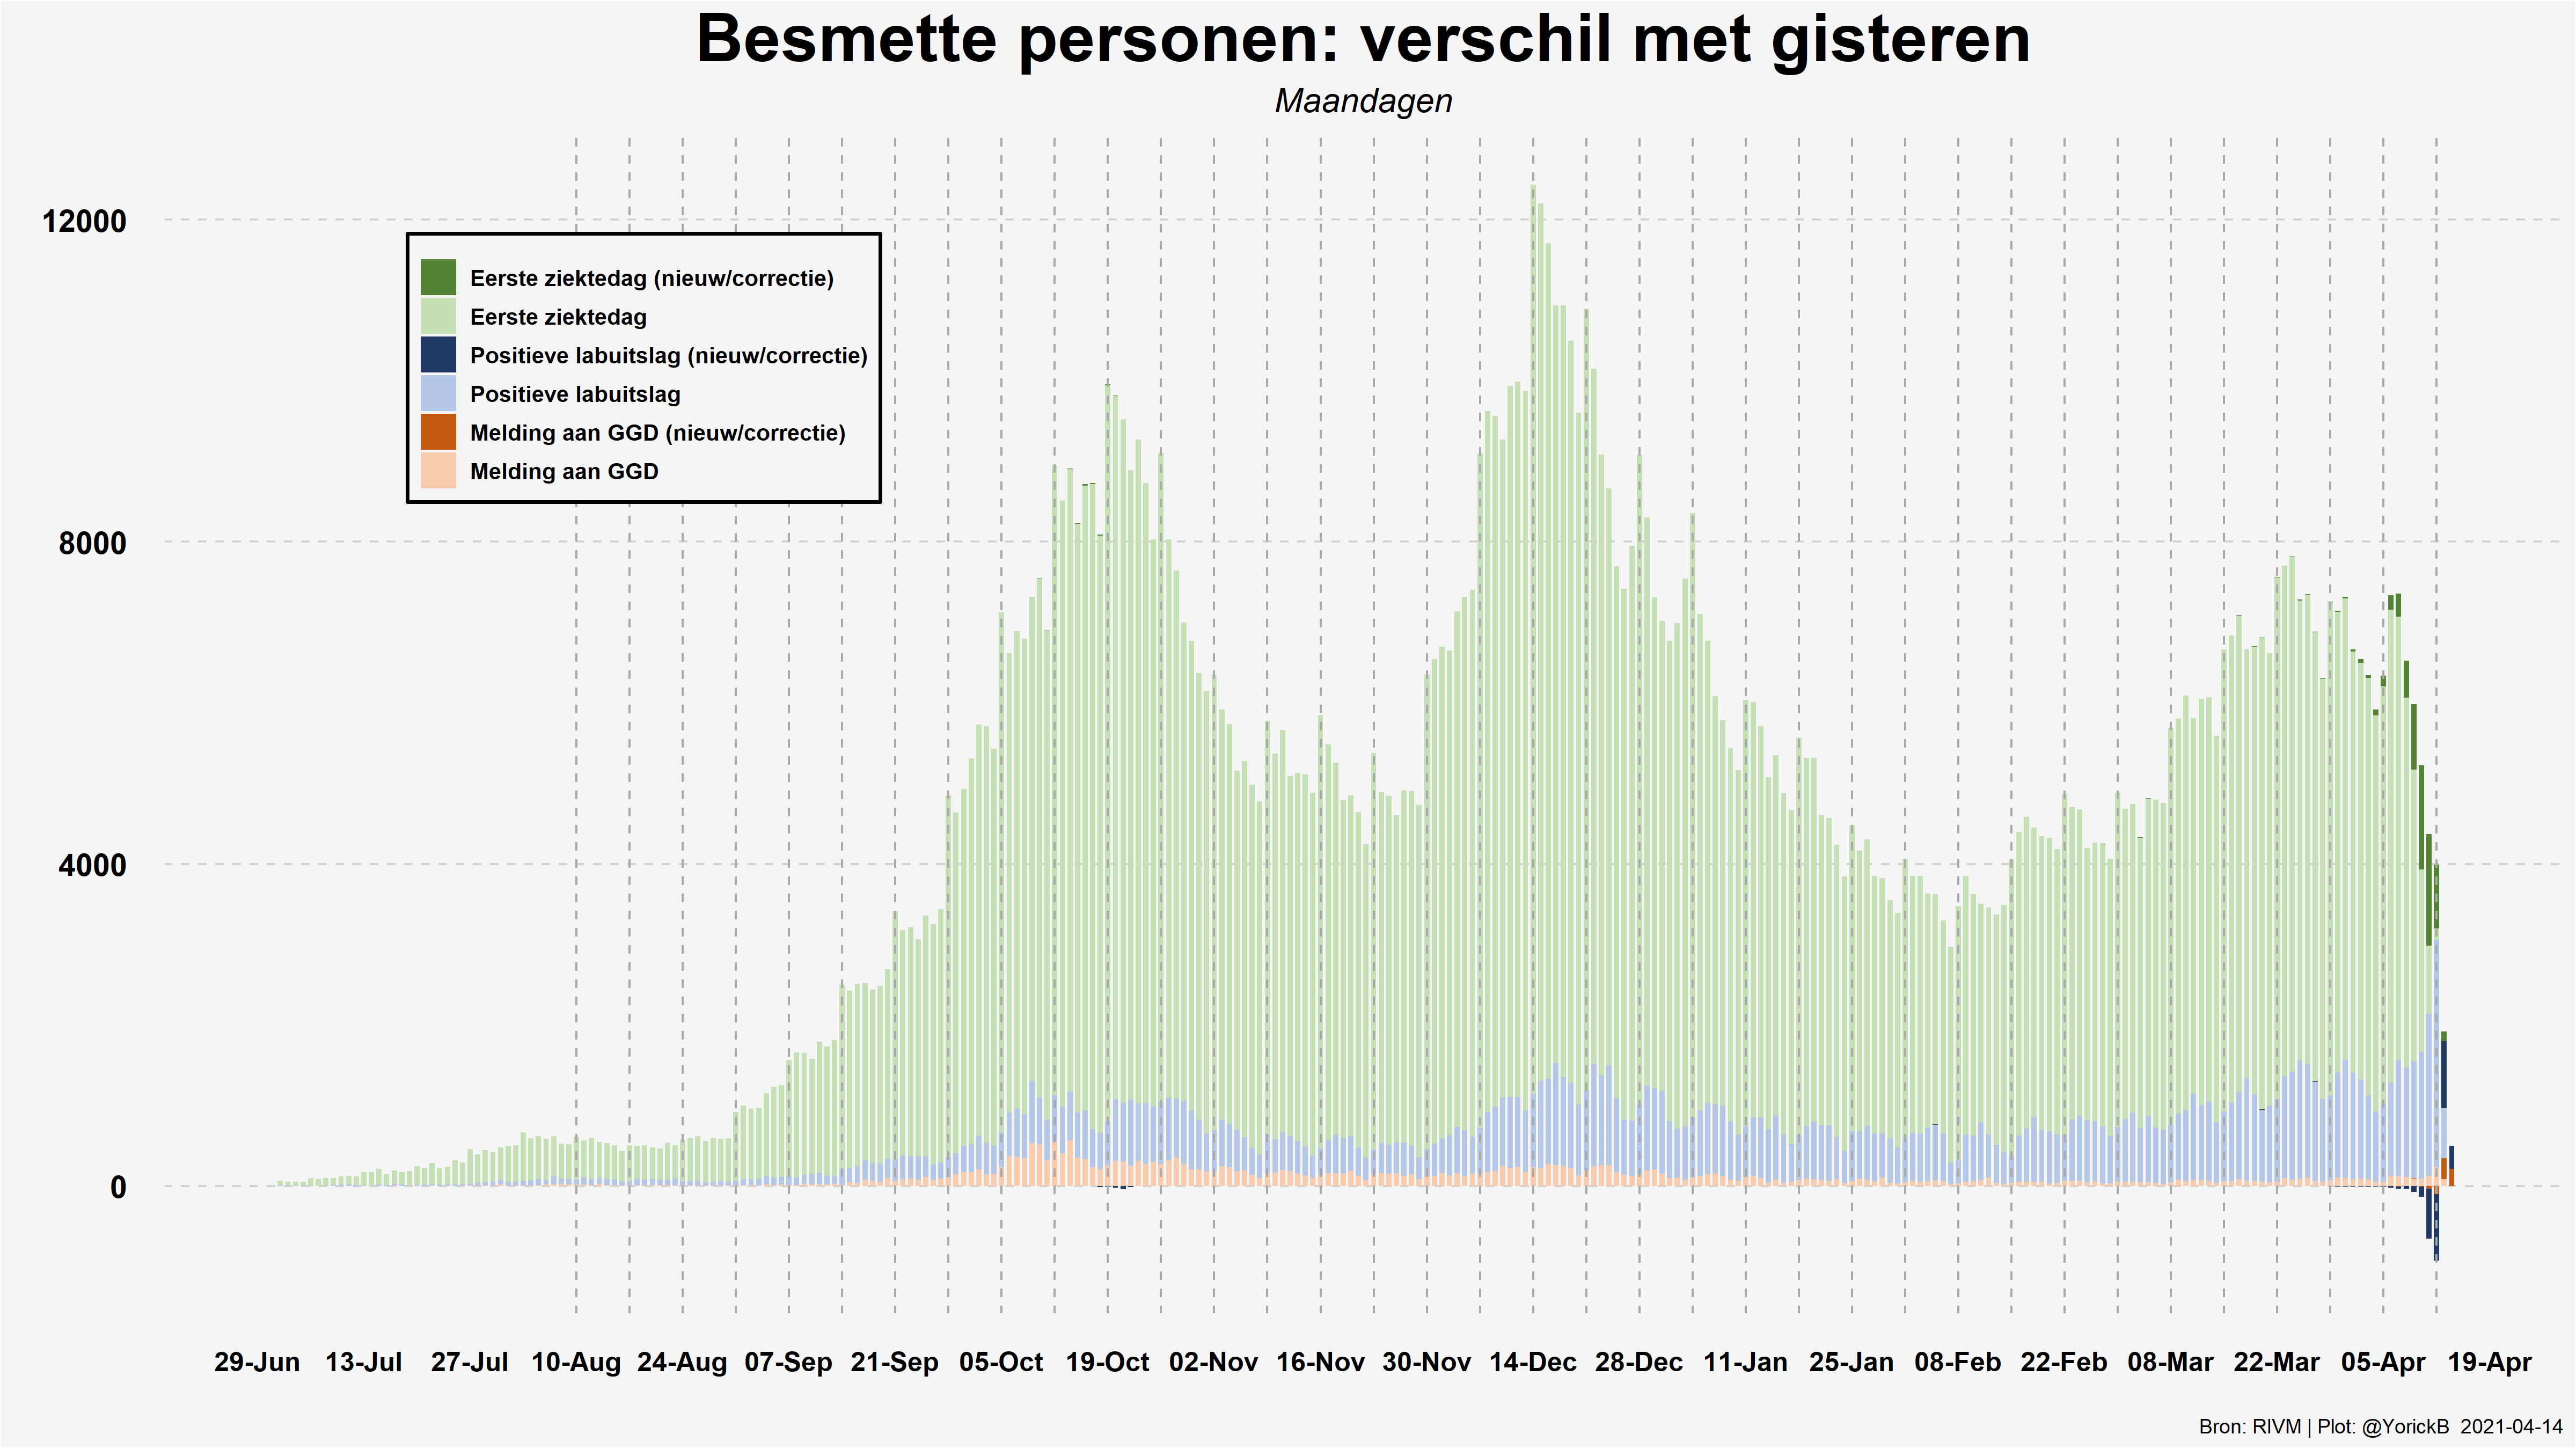 Besmette personen: verschil met gisteren
Maandagen
12000
8000
4000
0
Eerste ziektedag (nieuw/correctie)
Eerste ziektedag
Positieve labuitslag (nieuw/correctie)
Positieve labuitslag
Melding aan GGD (nieuw/correctie)
Melding aan GGD
29-Jun 13-Jul 27-Jul 10-Aug 24-Aug 07-Sep 21-Sep 05-Oct 19-Oct 02-Nov 16-Nov 30-Nov 14-Dec 28-Dec 11-Jan 25-Jan 08-Feb 22-Feb 08-Mar 22-Mar 05-Apr 19-Apr
Bron: RIVM | Plot: @YorickB 2021-04-14